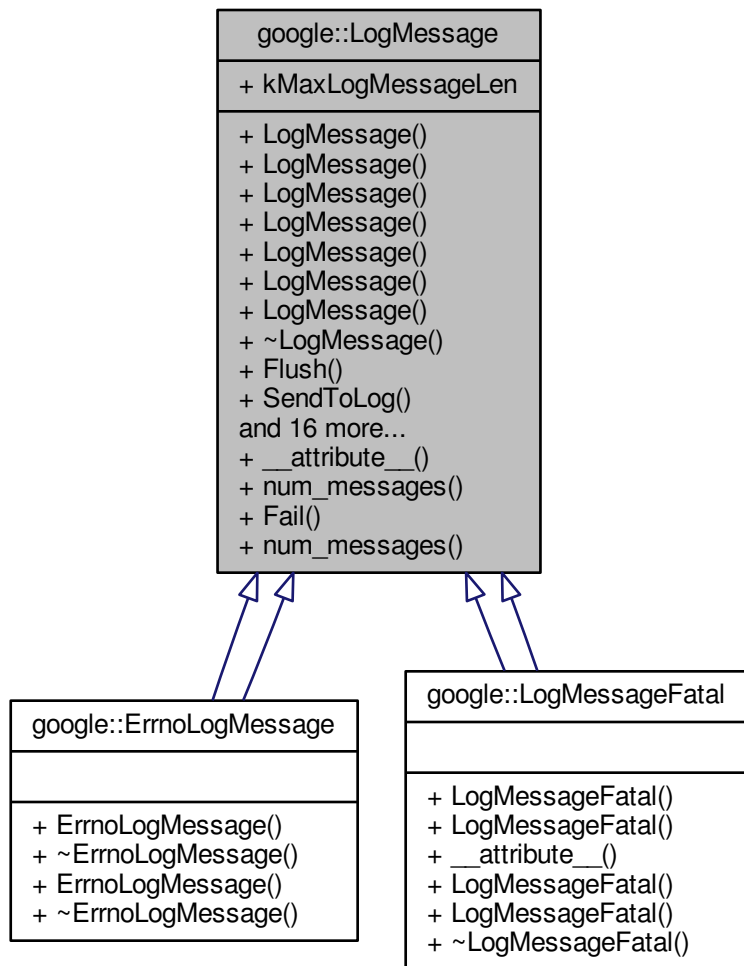 google::LogMessage
+ kMaxLogMessageLen
+ LogMessage()
+ LogMessage()
+ LogMessage()
+ LogMessage()
+ LogMessage()
+ LogMessage()
+ LogMessage()
+ ~LogMessage()
+ Flush()
+ SendToLog()
and 16 more...
+ __attribute__()
+ num_messages()
+ Fail()
+ num_messages()
google::ErrnoLogMessage
+ ErrnoLogMessage()
+ ~ErrnoLogMessage()
+ ErrnoLogMessage()
+ ~ErrnoLogMessage()
google::LogMessageFatal
+ LogMessageFatal()
+ LogMessageFatal()
+ __attribute__()
+ LogMessageFatal()
+ LogMessageFatal()
+ ~LogMessageFatal()